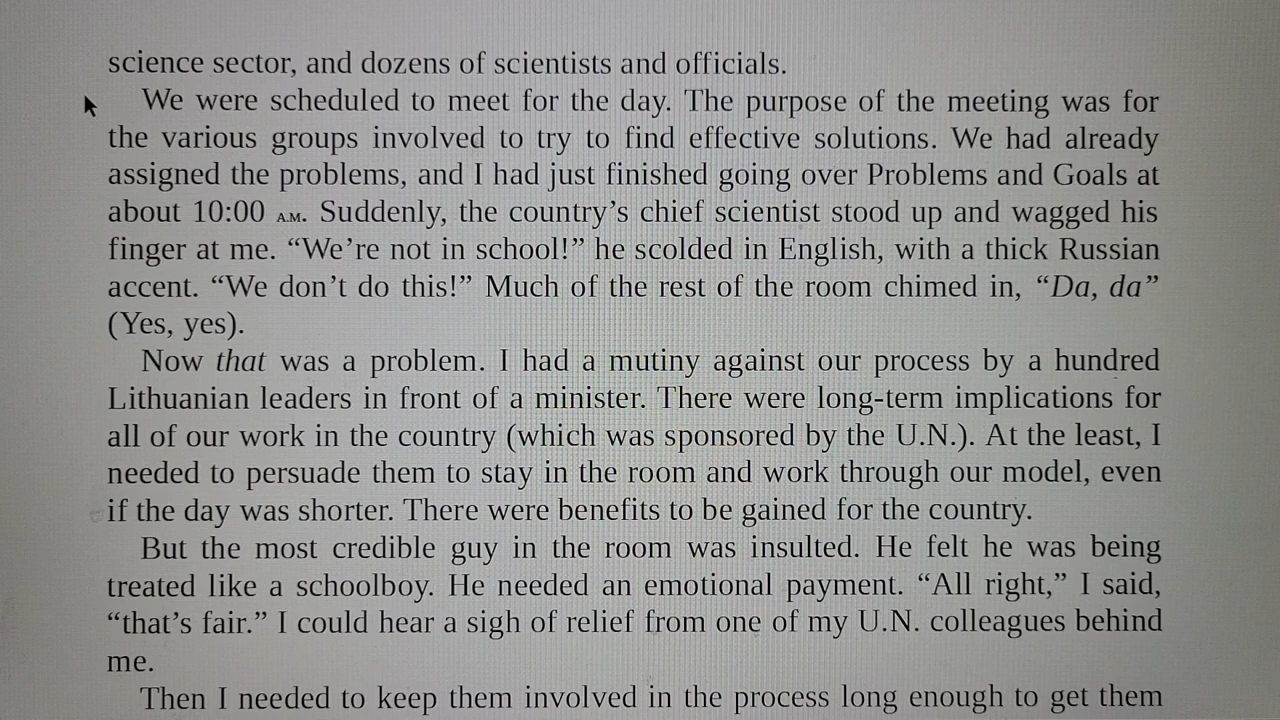 science sector, and dozens of scientists and officials.
We were scheduled to meet for the day. The purpose of the meeting was for
the various groups involved to try to find effective solutions. We had already
assigned the problems, and I had just finished going over Problems and Goals at
about 10:00 A.M. Suddenly, the country’s chief scientist stood up and wagged his
finger at me. “We’re not in school!” he scolded in English, with a thick Russian
accent. “We don’t do this!” Much of the rest of the room chimed in, “Da, da”
(Yes, yes).
Now that was a problem. I had a mutiny against our process by a hundred
Lithuanian leaders in front of a minister. There were long-term implications for
all of our work in the country (which was sponsored by the U.N.). At the least, I
needed to persuade them to stay in the room and work through our model, even
if the day was shorter. There were benefits to be gained for the country.
But the most credible guy in the room was insulted. He felt he was being
treated like a schoolboy. He needed an emotional payment. “All right,” I said,
“that’s fair.” I could hear a sigh of relief from one of my U.N. colleagues behind
me.
Then I needed to keep them involved in the process long enough to get them